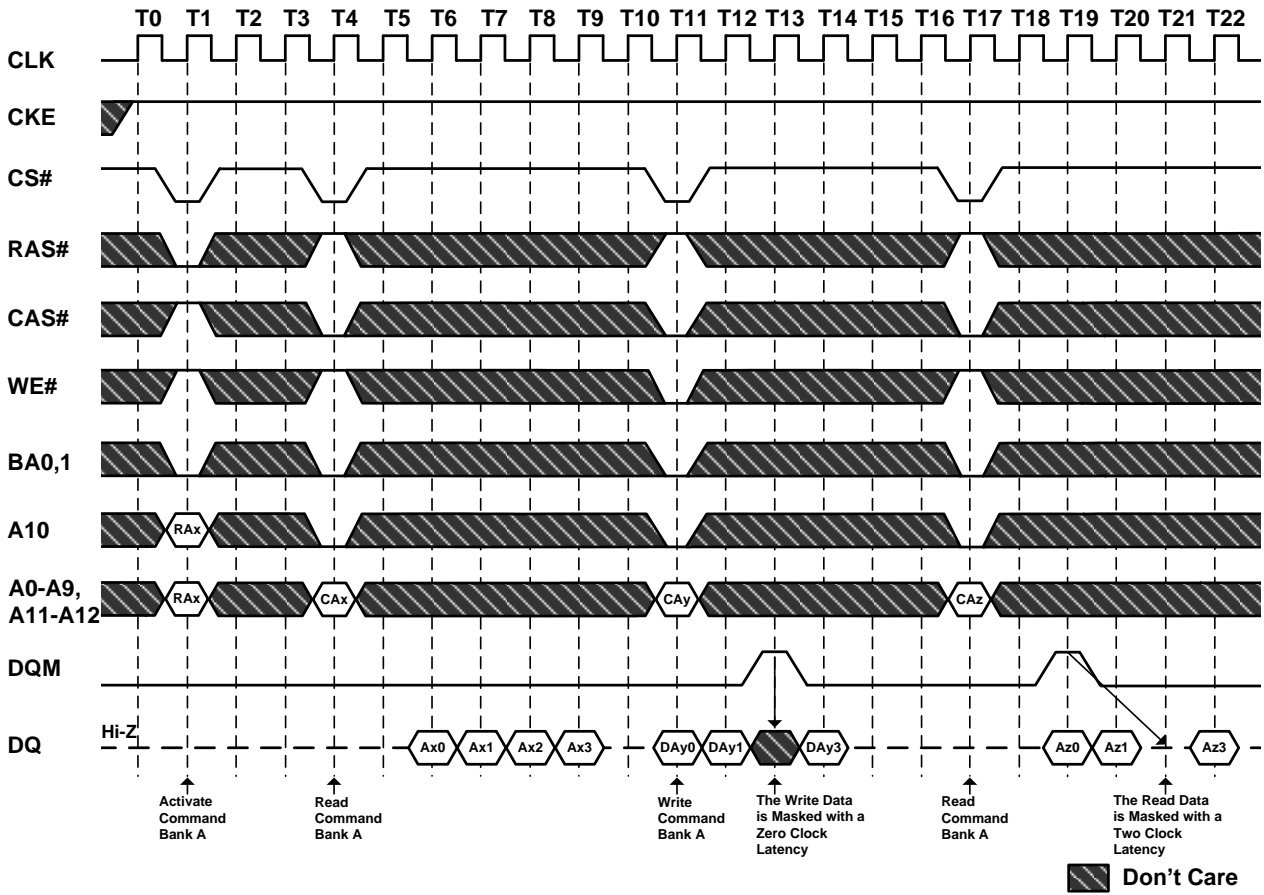 T0 T1 T2 T3 T4 T5 T6 T7 T8 T9 T10 T11 T12 T13 T14 T15 T16 T17 T18 T19 T20 T21 T22
CLK
CKE
CS#
RAS#
CAS#
WE#
BA0,1
A10
RAx
A0-A9,
A11-A12
RAx CAx CAy CAz
DQM
Hi-Z
DQ
Ax0 Ax1 Ax2 Ax3 DAy0 DAy1 DAy3 Az0 Az1 Az3
Activate
Command
Bank A
Read
Command
Bank A
Write
Command
Bank A
The Write Data
is Masked with a
Zero Clock
Latency
Read
Command
Bank A
The Read Data
is Masked with a
Two Clock
Latency
Don't Care